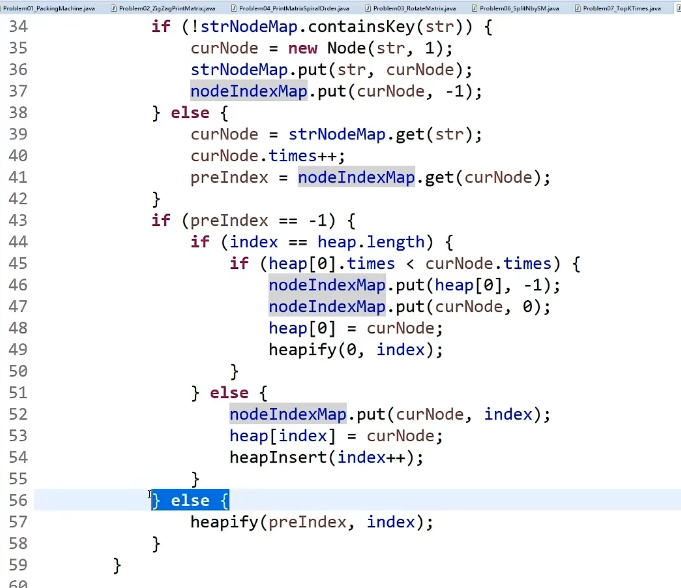 Problem01_PackingMachine.java Problem02_ZigZagPrintMatrix.java Problem04_PrintMatrixSpiralOrder.java Problem03_RotateMatrix.java Problem06_SplitNbySM.java Problem07_TopKTimes.java
34 if (!strNodeMap.containsKey(str)) {
35 curNode = new Node(str, 1);
36 strNodeMap.put(str, curNode);
37 nodeIndexMap.put(curNode, -1);
38 } else {
39 curNode = strNodeMap.get(str);
40 curNode.times++;
41 preIndex = nodeIndexMap.get(curNode);
42 }
43 if (preIndex == -1) {
44 if (index == heap.length) {
45 if (heap[0].times < curNode.times) {
46 nodeIndexMap.put(heap[0], -1);
47 nodeIndexMap.put(curNode, 0);
48 heap[0] = curNode;
49 heapify(0, index);
50 }
51 } else {
52 nodeIndexMap.put(curNode, index);
53 heap[index] = curNode;
54 heapInsert(index++);
55 }
56 } else {
57 heapify(preIndex, index);
58 }
59 }
60